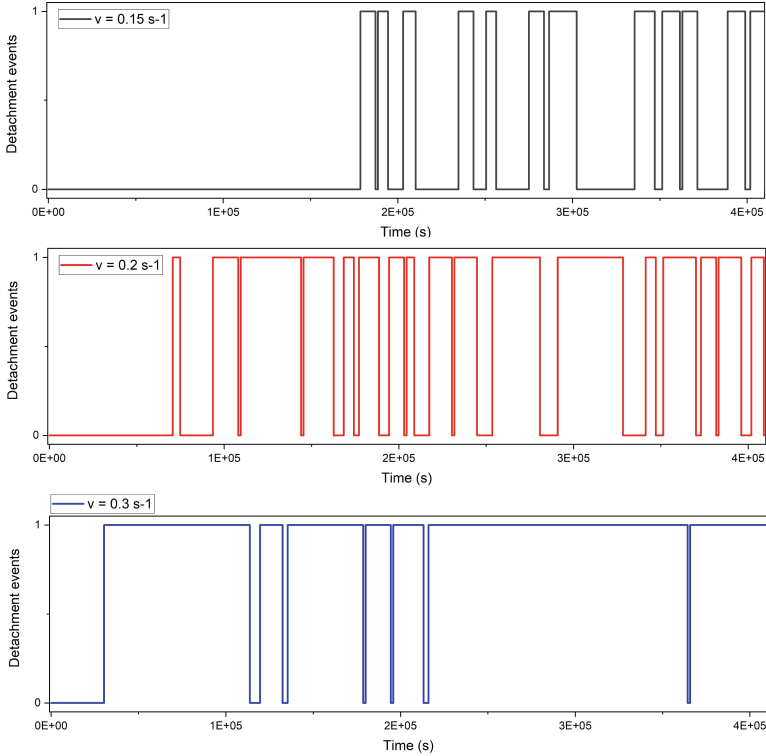 v = 0.15 s-1
Detachment events
1
0
0E+00 1E+05 2E+05 3E+05 4E+05
Time (s)
v = 0.2 s-1
Detachment events
1
0
0E+00 1E+05 2E+05 3E+05 4E+05
Time (s)
v = 0.3 s-1
Detachment events
1
0
0E+00 1E+05 2E+05 3E+05 4E+05
Time (s)